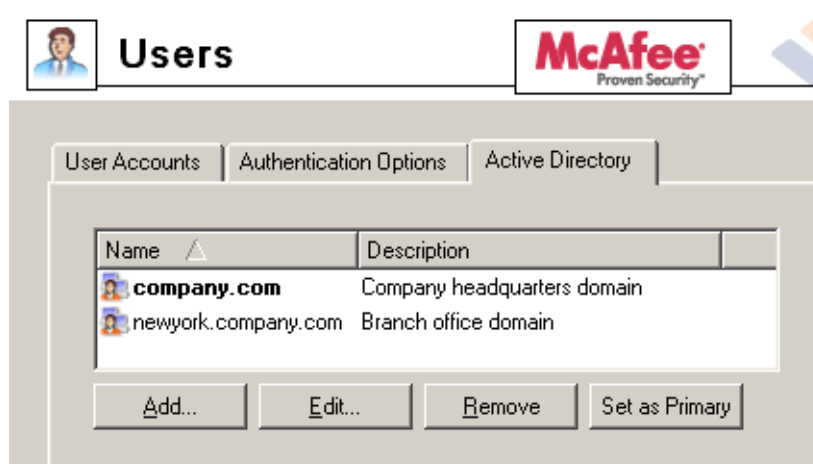 Users
McAfee
Proven Security™
User Accounts Authentication Options Active Directory
Name Description
company.com Company headquarters domain
newyork.company.com Branch office domain
Add... Edit... Remove Set as Primary